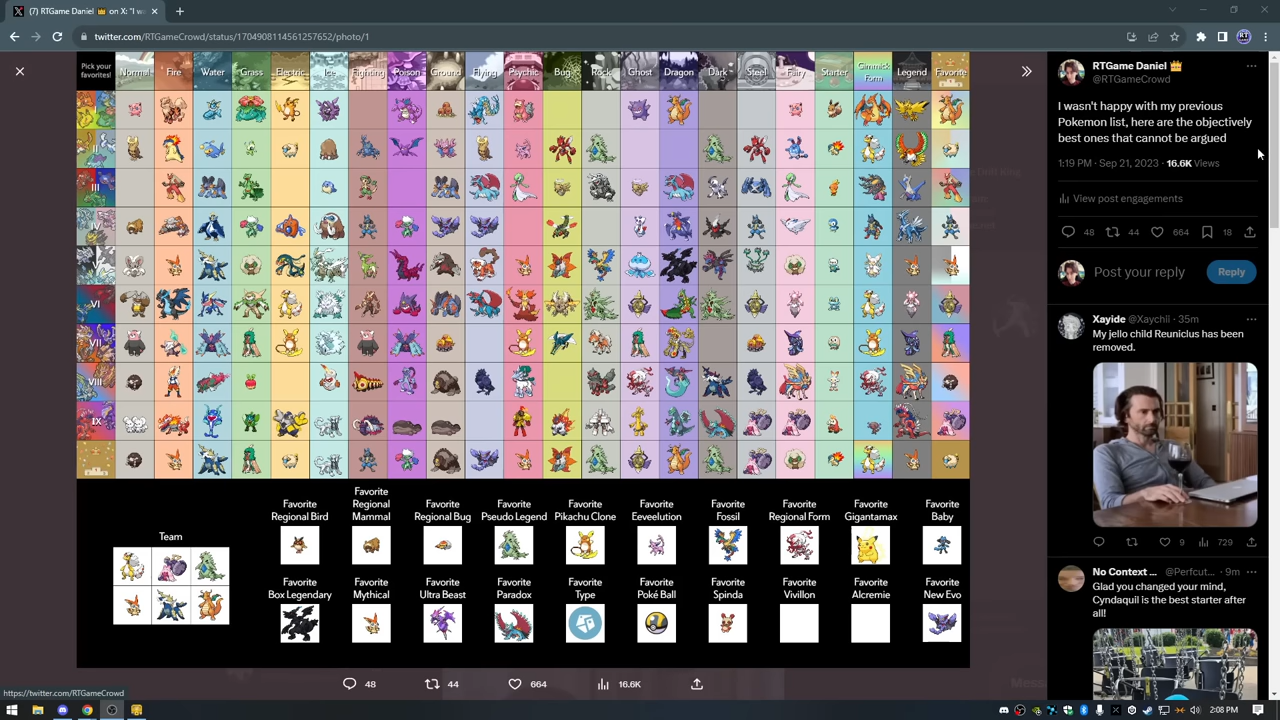 (7) RTGame Daniel 👑 on X: "I w
twitter.com/RTGameCrowd/status/1704908114561257652/photo/1
Pick your
favorites!
Normal Fire Water Grass Electric Ice Fighting Poison Ground Flying Psychic Bug Rock Ghost Dragon Dark Steel Fairy Starter Gimmick
Form Legend Favorite
I
II
III
IV
V
VI
VII
VIII
IX
Team
Favorite
Regional Bird
Favorite
Regional
Mammal
Favorite
Regional Bug
Favorite
Pseudo Legend
Favorite
Pikachu Clone
Favorite
Eeveelution
Favorite
Fossil
Favorite
Regional Form
Favorite
Gigantamax
Favorite
Baby
Favorite
Box Legendary
Favorite
Mythical
Favorite
Ultra Beast
Favorite
Paradox
Favorite
Type
Favorite
Poké Ball
Favorite
Spinda
Favorite
Vivillon
Favorite
Alcremie
Favorite
New Evo
48 44 664 16.6K
RTGame Daniel 👑
@RTGameCrowd
I wasn't happy with my previous
Pokemon list, here are the objectively
best ones that cannot be argued
1:19 PM · Sep 21, 2023 · 16.6K Views
View post engagements
48 44 664 18
Post your reply
Reply
Xayide @Xaychli · 35m
My jello child Reuniclus has been
removed.
9 729
No Context ... @Perfcut... · 9m
Glad you changed your mind,
Cyndaquil is the best starter after
all!
https://twitter.com/RTGameCrowd
2:08 PM